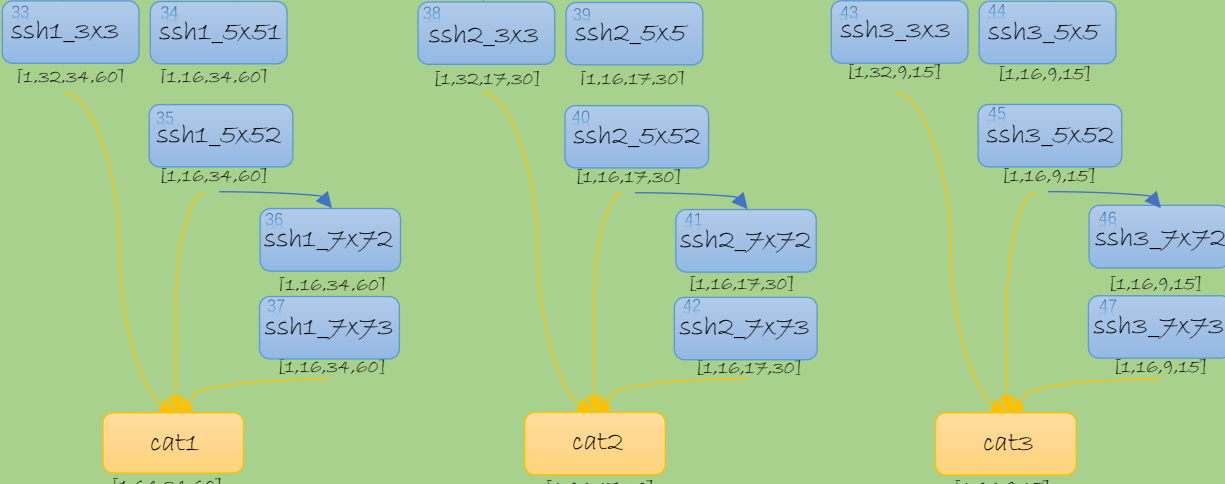 33
ssh1_3x3
[1,32,34,60]
34
ssh1_5x51
[1,16,34,60]
35
ssh1_5x52
[1,16,34,60]
36
ssh1_7x72
[1,16,34,60]
37
ssh1_7x73
[1,16,34,60]
cat1
38
ssh2_3x3
[1,32,17,30]
39
ssh2_5x5
[1,16,17,30]
40
ssh2_5x52
[1,16,17,30]
41
ssh2_7x72
[1,16,17,30]
42
ssh2_7x73
[1,16,17,30]
cat2
43
ssh3_3x3
[1,32,9,15]
44
ssh3_5x5
[1,16,9,15]
45
ssh3_5x52
[1,16,9,15]
46
ssh3_7x72
[1,16,9,15]
47
ssh3_7x73
[1,16,9,15]
cat3